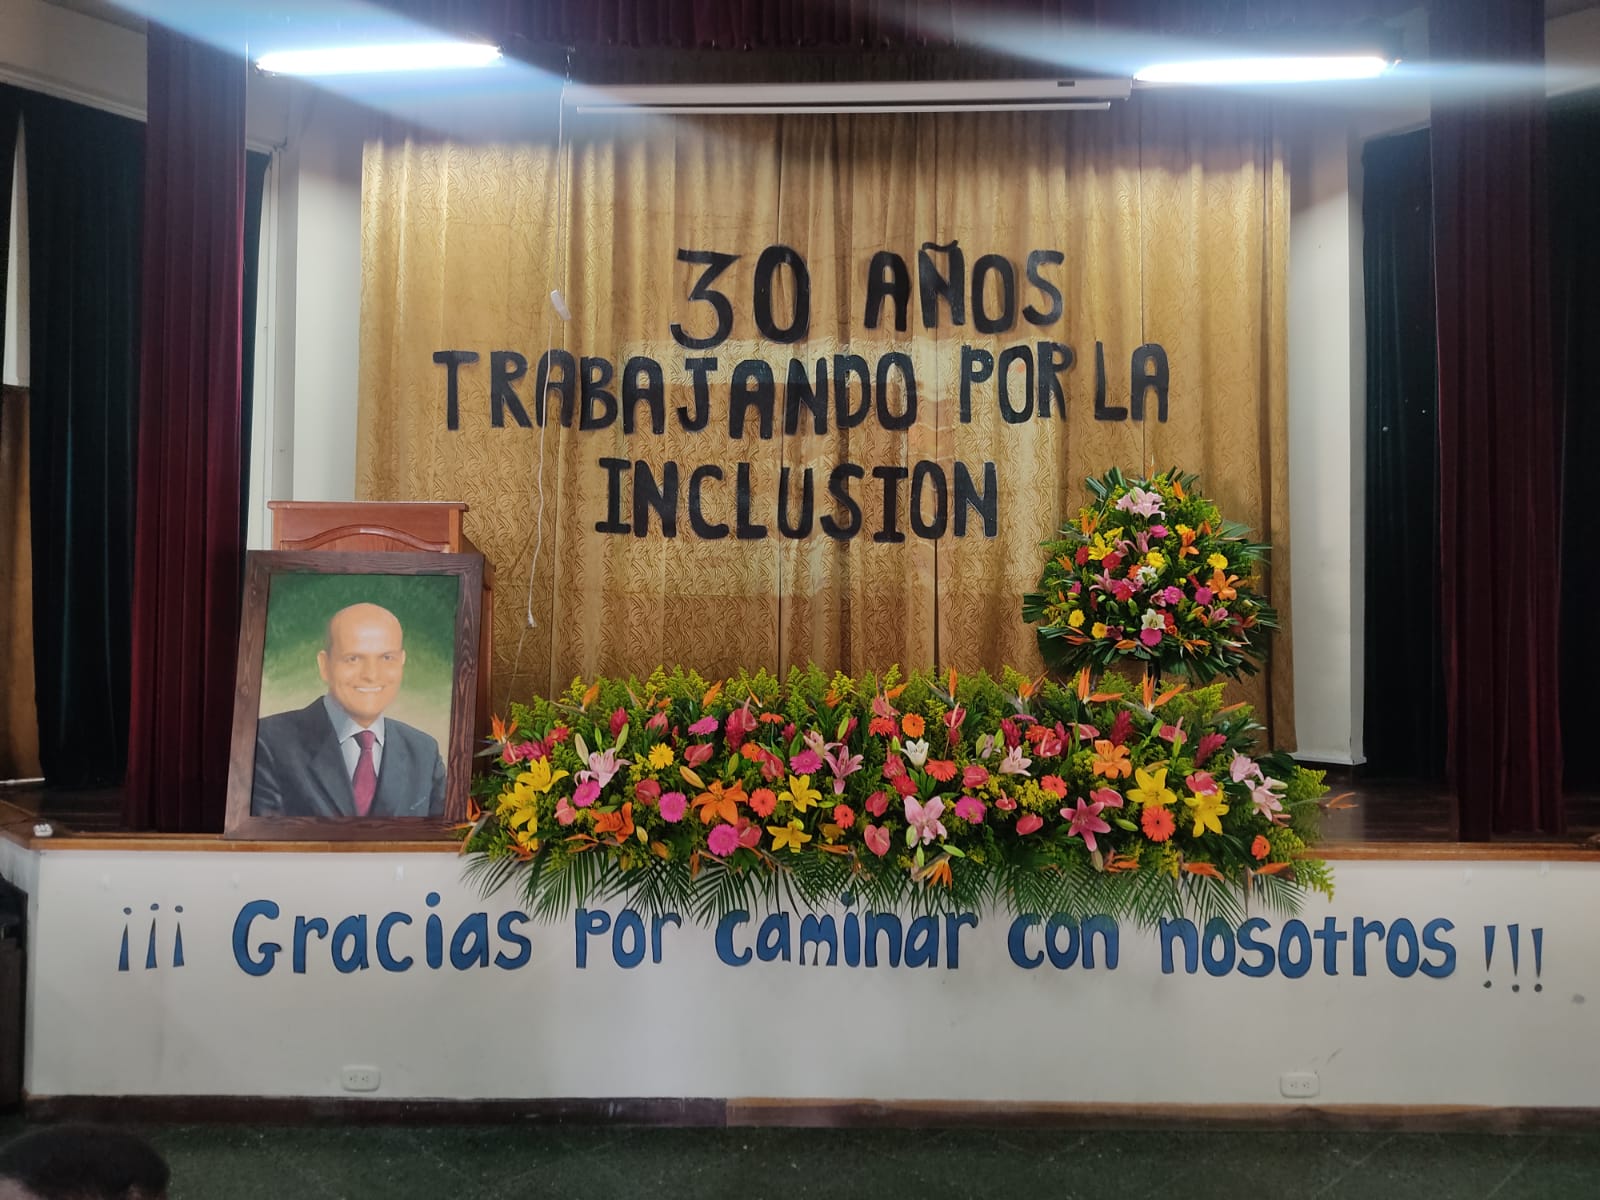 30 AÑOS
TRABAJANDO POR LA
INCLUSION
¡¡¡ Gracias por caminar con nosotros !!!